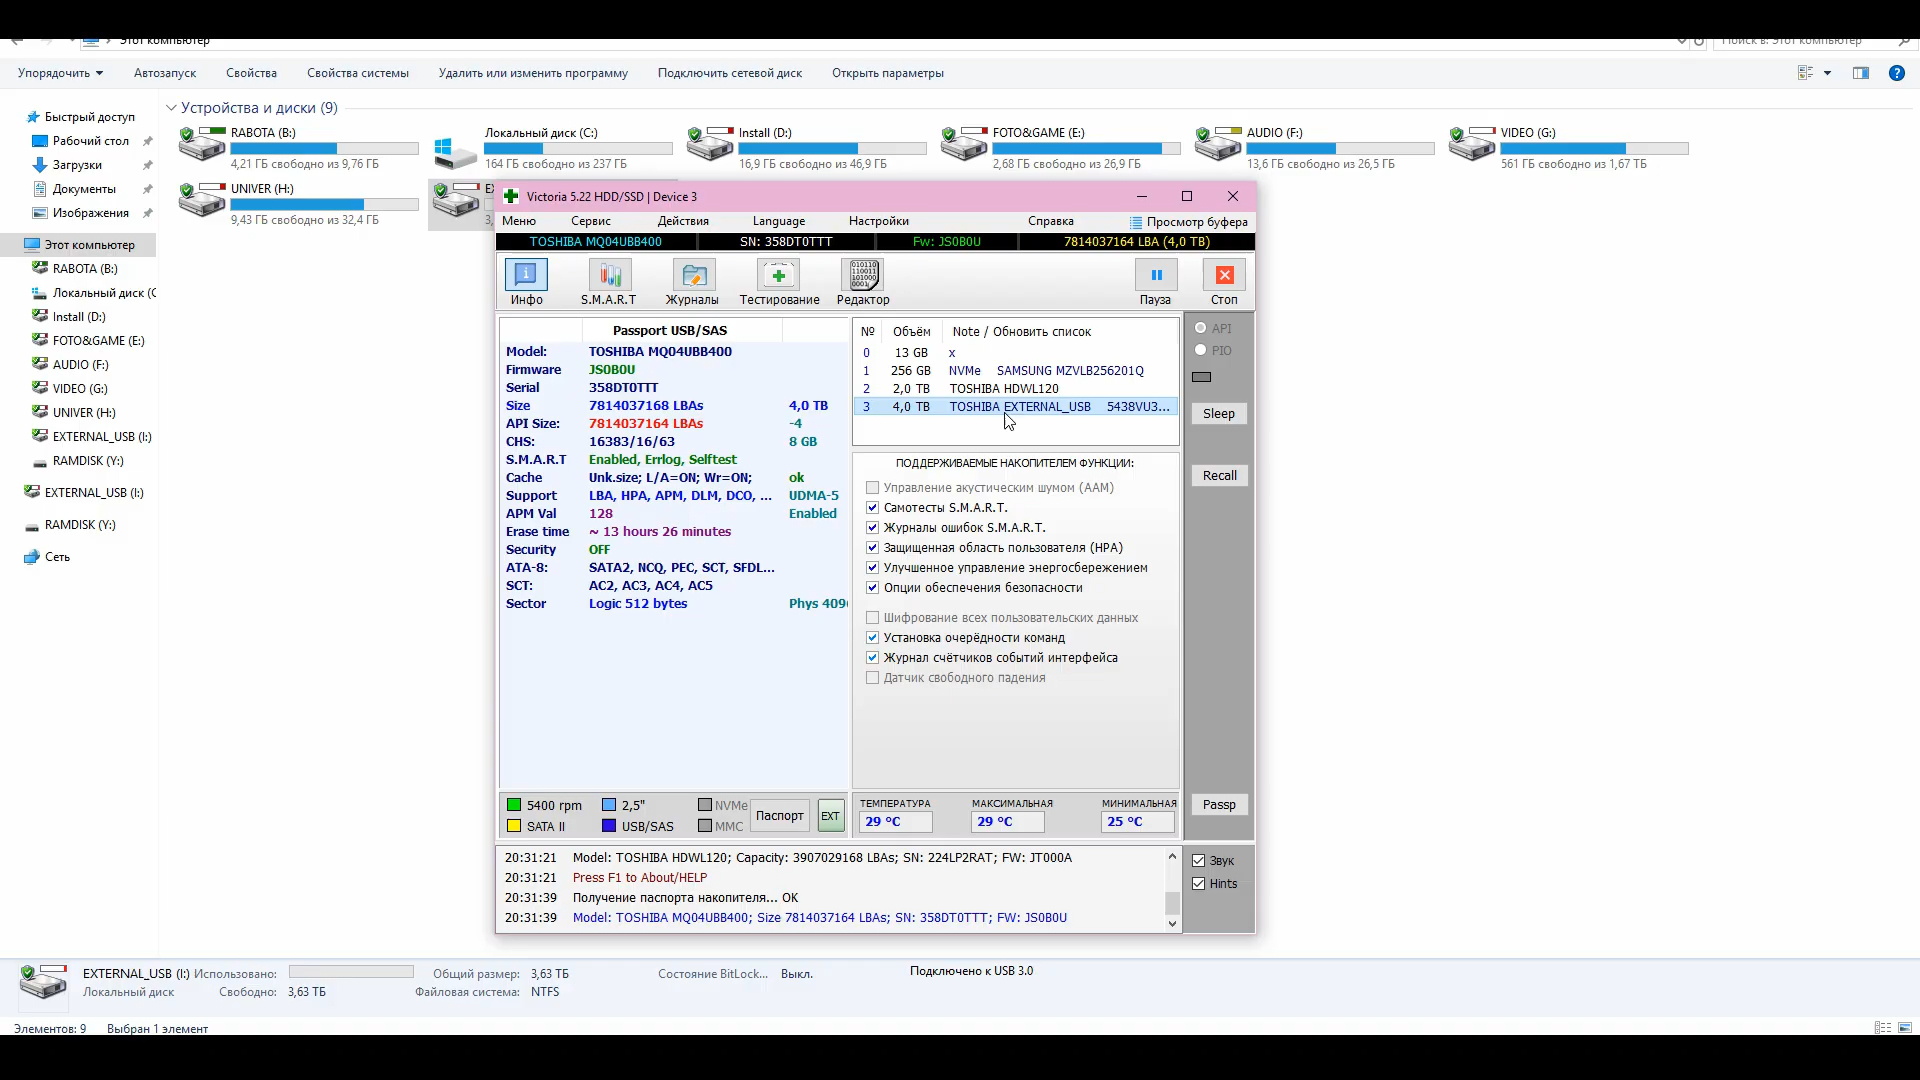 Этот компьютер
Поиск в: Этот компьютер
Упорядочить Автозапуск Свойства Свойства системы Удалить или изменить программу Подключить сетевой диск Открыть параметры
Быстрый доступ
Рабочий стол
Загрузки
Документы
Изображения
Этот компьютер
RABOTA (B:)
Локальный диск (C
Install (D:)
FOTO&GAME (E:)
AUDIO (F:)
VIDEO (G:)
UNIVER (H:)
EXTERNAL_USB (I:)
RAMDISK (Y:)
EXTERNAL_USB (I:)
RAMDISK (Y:)
Сеть
Устройства и диски (9)
RABOTA (B:)
4,21 ГБ свободно из 9,76 ГБ
Локальный диск (C:)
164 ГБ свободно из 237 ГБ
Install (D:)
16,9 ГБ свободно из 46,9 ГБ
FOTO&GAME (E:)
2,68 ГБ свободно из 26,9 ГБ
AUDIO (F:)
13,6 ГБ свободно из 26,5 ГБ
VIDEO (G:)
561 ГБ свободно из 1,67 ТБ
UNIVER (H:)
9,43 ГБ свободно из 32,4 ГБ
Victoria 5.22 HDD/SSD | Device 3
Меню Сервис Действия Language Настройки Справка Просмотр буфера
TOSHIBA MQ04UBB400 SN: 358DT0TTT Fw: JS0B0U 7814037164 LBA (4,0 TB)
Инфо S.M.A.R.T Журналы Тестирование Редактор Пауза Стоп
Passport USB/SAS
Model: TOSHIBA MQ04UBB400
Firmware JS0B0U
Serial 358DT0TTT
Size 7814037168 LBAs 4,0 TB
API Size: 7814037164 LBAs -4
CHS: 16383/16/63 8 GB
S.M.A.R.T Enabled, Errlog, Selftest
Cache Unk.size; L/A=ON; Wr=ON; ok
Support LBA, HPA, APM, DLM, DCO, ... UDMA-5
APM Val 128 Enabled
Erase time ~ 13 hours 26 minutes
Security OFF
ATA-8: SATA2, NCQ, PEC, SCT, SFDL...
SCT: AC2, AC3, AC4, AC5
Sector Logic 512 bytes Phys 409
5400 rpm 2,5" NVMe
SATA II USB/SAS MMC
Паспорт EXT
№ Объём Note / Обновить список
0 13 GB x
1 256 GB NVMe SAMSUNG MZVLB256201Q
2 2,0 TB TOSHIBA HDWL120
3 4,0 TB TOSHIBA EXTERNAL_USB 5438VU3...
ПОДДЕРЖИВАЕМЫЕ НАКОПИТЕЛЕМ ФУНКЦИИ:
Управление акустическим шумом (AAM)
Самотесты S.M.A.R.T.
Журналы ошибок S.M.A.R.T.
Защищенная область пользователя (HPA)
Улучшенное управление энергосбережением
Опции обеспечения безопасности
Шифрование всех пользовательских данных
Установка очерёдности команд
Журнал счётчиков событий интерфейса
Датчик свободного падения
ТЕМПЕРАТУРА МАКСИМАЛЬНАЯ МИНИМАЛЬНАЯ
29 °C 29 °C 25 °C
API
PIO
Sleep
Recall
Passp
Звук
Hints
20:31:21 Model: TOSHIBA HDWL120; Capacity: 3907029168 LBAs; SN: 224LP2RAT; FW: JT000A
20:31:21 Press F1 to About/HELP
20:31:39 Получение паспорта накопителя... OK
20:31:39 Model: TOSHIBA MQ04UBB400; Size 7814037164 LBAs; SN: 358DT0TTT; FW: JS0B0U
EXTERNAL_USB (I:) Использовано: Общий размер: 3,63 ТБ Состояние BitLock... Выкл. Подключено к USB 3.0
Локальный диск Свободно: 3,63 ТБ Файловая система: NTFS
Элементов: 9 Выбран 1 элемент